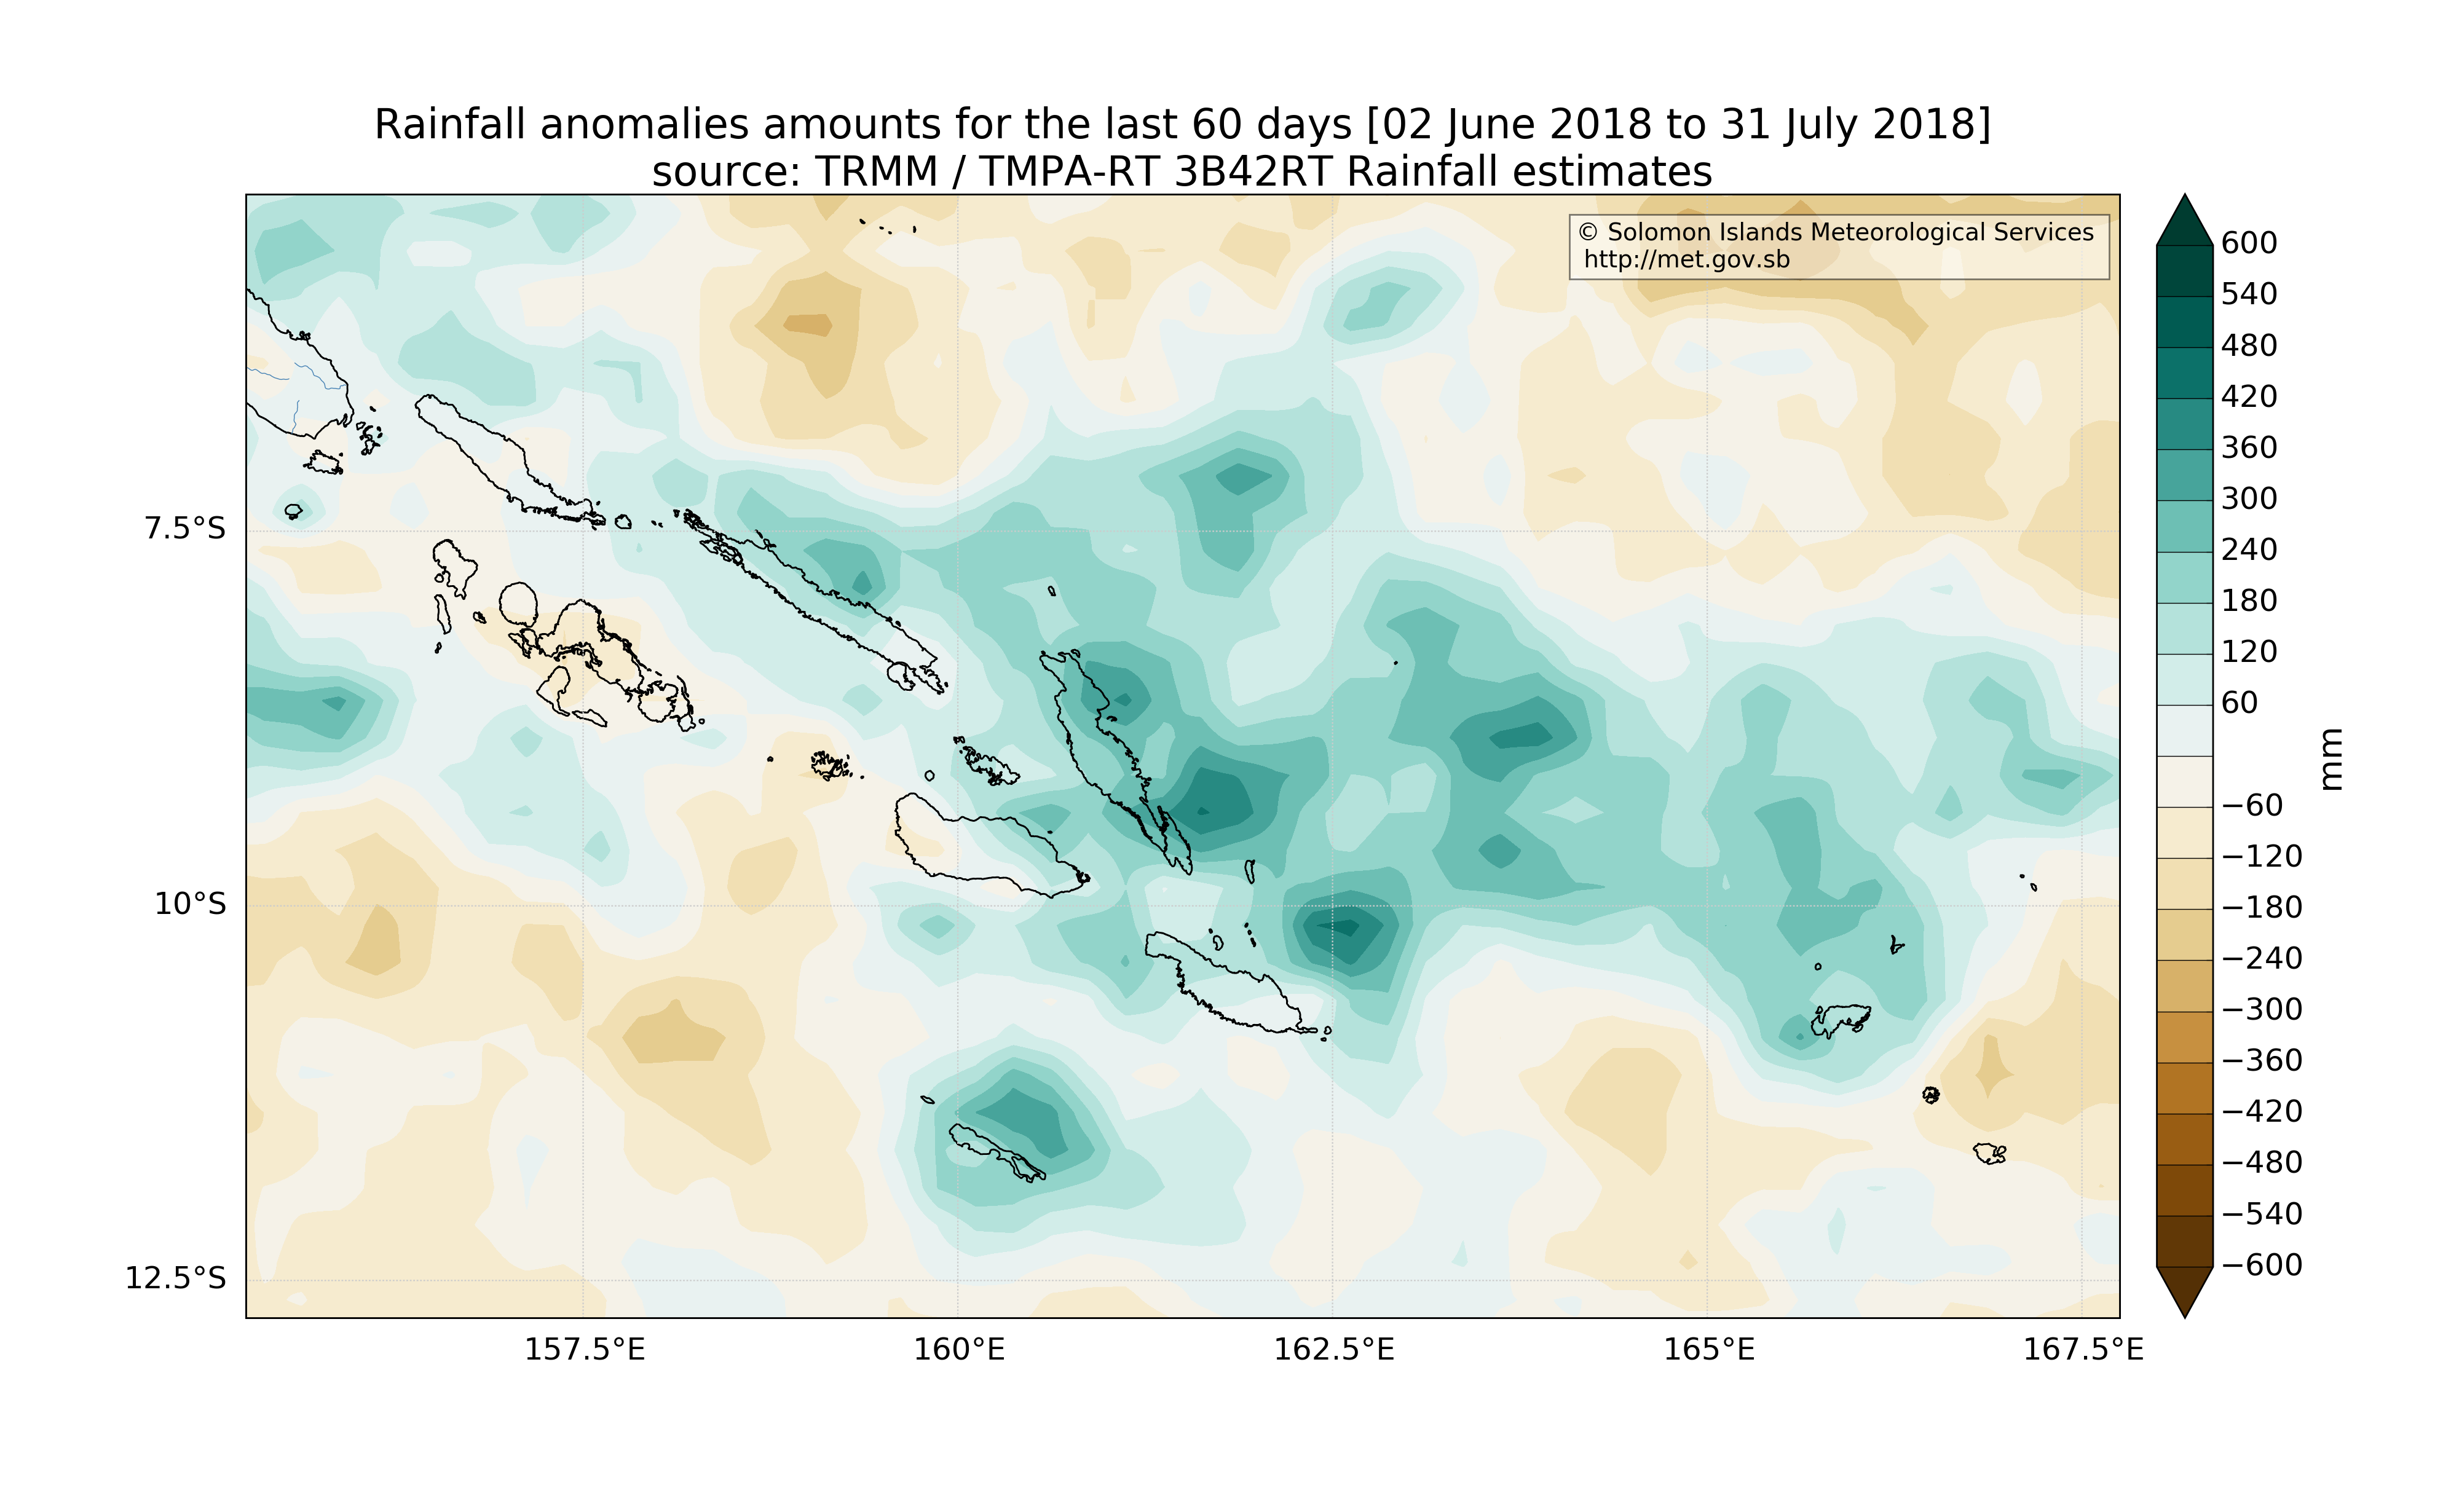 Rainfall anomalies amounts for the last 60 days [02 June 2018 to 31 July 2018]
source: TRMM / TMPA-RT 3B42RT Rainfall estimates
© Solomon Islands Meteorological Services
http://met.gov.sb
7.5°S
10°S
12.5°S
157.5°E
160°E
162.5°E
165°E
167.5°E
600
540
480
420
360
300
240
180
120
60
−60
−120
−180
−240
−300
−360
−420
−480
−540
−600
mm